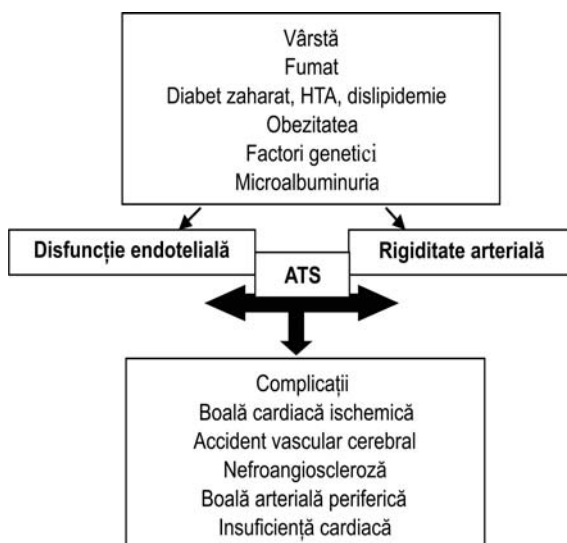 Vârstă
Fumat
Diabet zaharat, HTA, dislipidemie
Obezitatea
Factori genetici
Microalbuminuria
Disfuncție endotelială
Rigiditate arterială
ATS
Complicații
Boală cardiacă ischemică
Accident vascular cerebral
Nefroangioscleroză
Boală arterială periferică
Insuficiență cardiacă